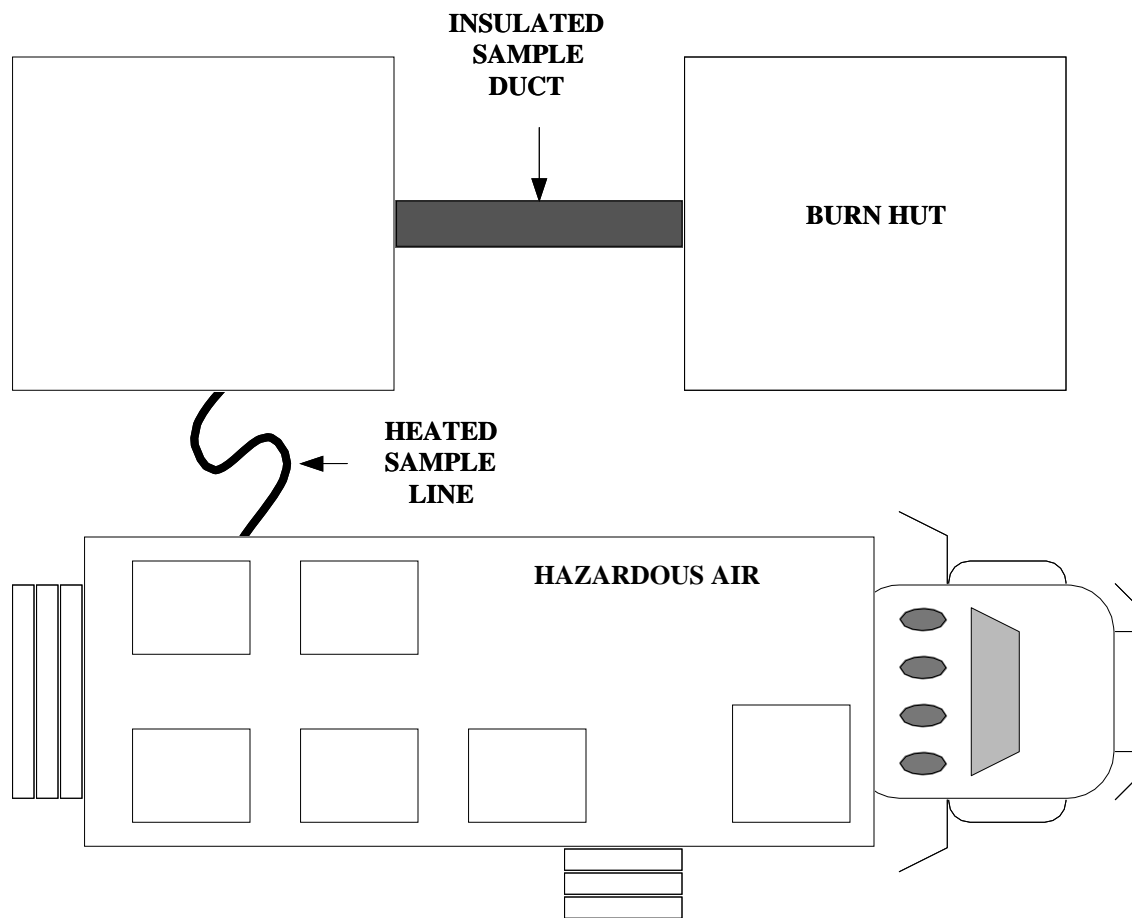 INSULATED
SAMPLE
DUCT
BURN HUT
HEATED
SAMPLE
LINE
HAZARDOUS AIR